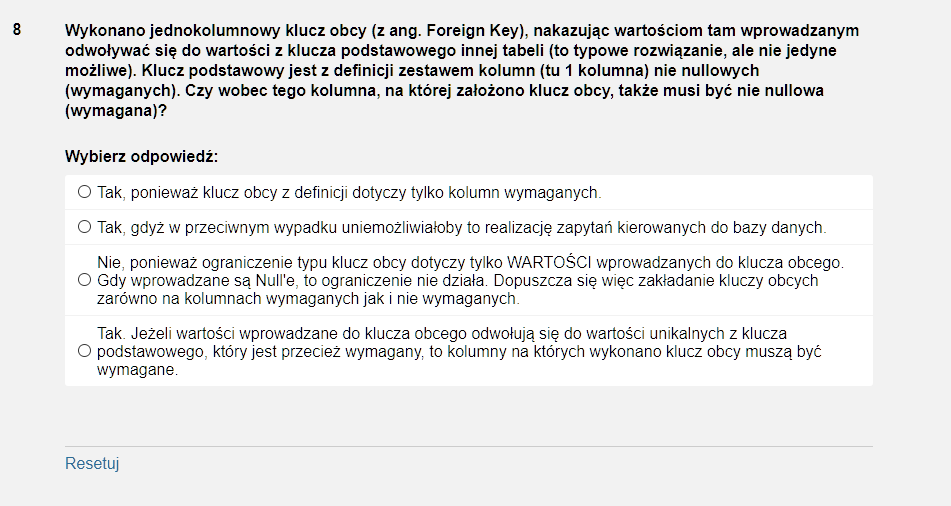 8
Wykonano jednokolumnowy klucz obcy (z ang. Foreign Key), nakazując wartościom tam wprowadzanym
odwoływać się do wartości z klucza podstawowego innej tabeli (to typowe rozwiązanie, ale nie jedyne
możliwe). Klucz podstawowy jest z definicji zestawem kolumn (tu 1 kolumna) nie nullowych
(wymaganych). Czy wobec tego kolumna, na której założono klucz obcy, także musi być nie nullowa
(wymagana)?
Wybierz odpowiedź:
Tak, ponieważ klucz obcy z definicji dotyczy tylko kolumn wymaganych.
Tak, gdyż w przeciwnym wypadku uniemożliwiałoby to realizację zapytań kierowanych do bazy danych.
Nie, ponieważ ograniczenie typu klucz obcy dotyczy tylko WARTOŚCI wprowadzanych do klucza obcego.
Gdy wprowadzane są Null'e, to ograniczenie nie działa. Dopuszcza się więc zakładanie kluczy obcych
zarówno na kolumnach wymaganych jak i nie wymaganych.
Tak. Jeżeli wartości wprowadzane do klucza obcego odwołują się do wartości unikalnych z klucza
podstawowego, który jest przecież wymagany, to kolumny na których wykonano klucz obcy muszą być
wymagane.
Resetuj